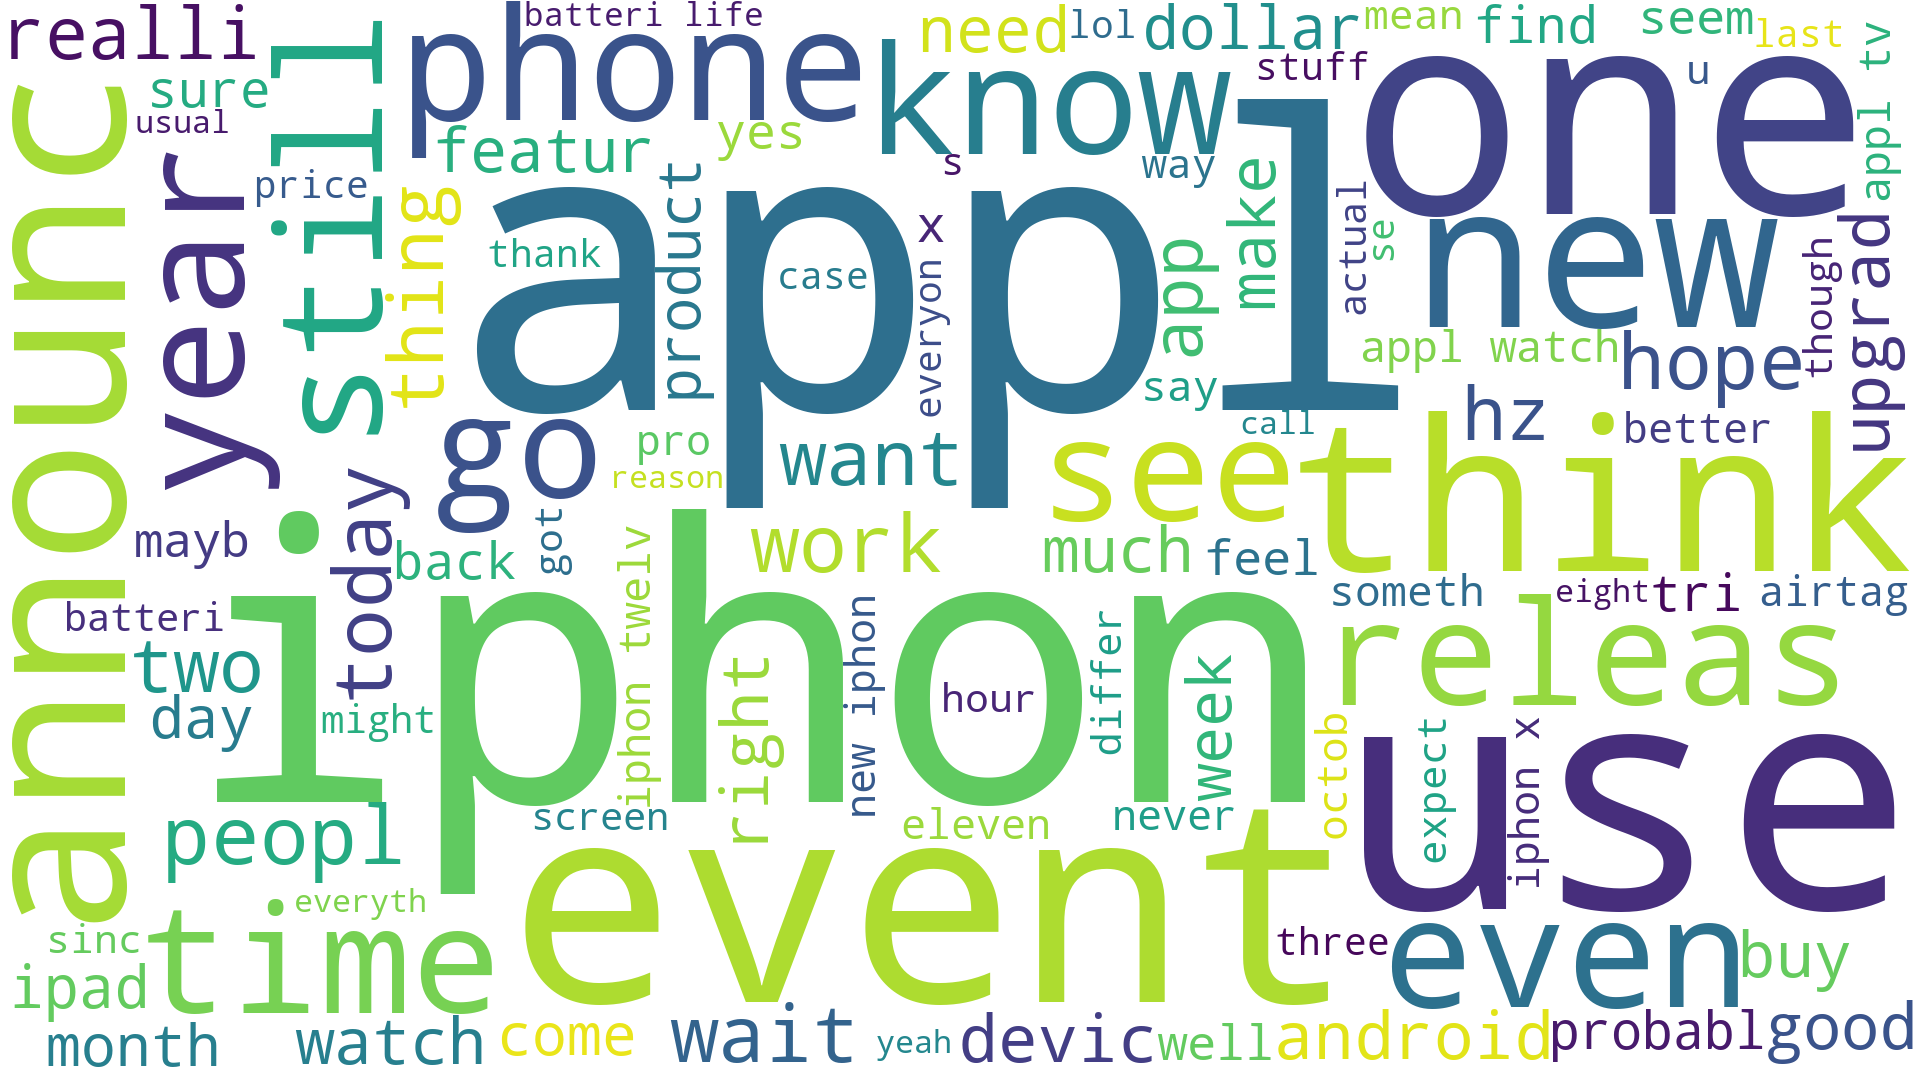 realli
batteri life
phone
need
lol
dollar
mean
find
seem
last
appl tv
sure
usual
still
featur
yes
know
stuff
one
u
announc
year
price
thing
thank
product
appl
case
x
s
way
everyon
app
make
say
actual
se
new
appl watch
hope
though
upgrad
go
pro
reason
want
see
call
hz
better
think
mayb
today
back
got
work
much
feel
someth
eight
tri
airtag
batteri
two
day
might
iphon
iphon twelv
right
new iphon
hour
differ
week
releas
octob
expect
iphon x
use
peopl
screen
eleven
never
event
everyth
sinc
time
ipad
three
even
buy
month
watch
come
wait
yeah
devic
well
android
probabl
good